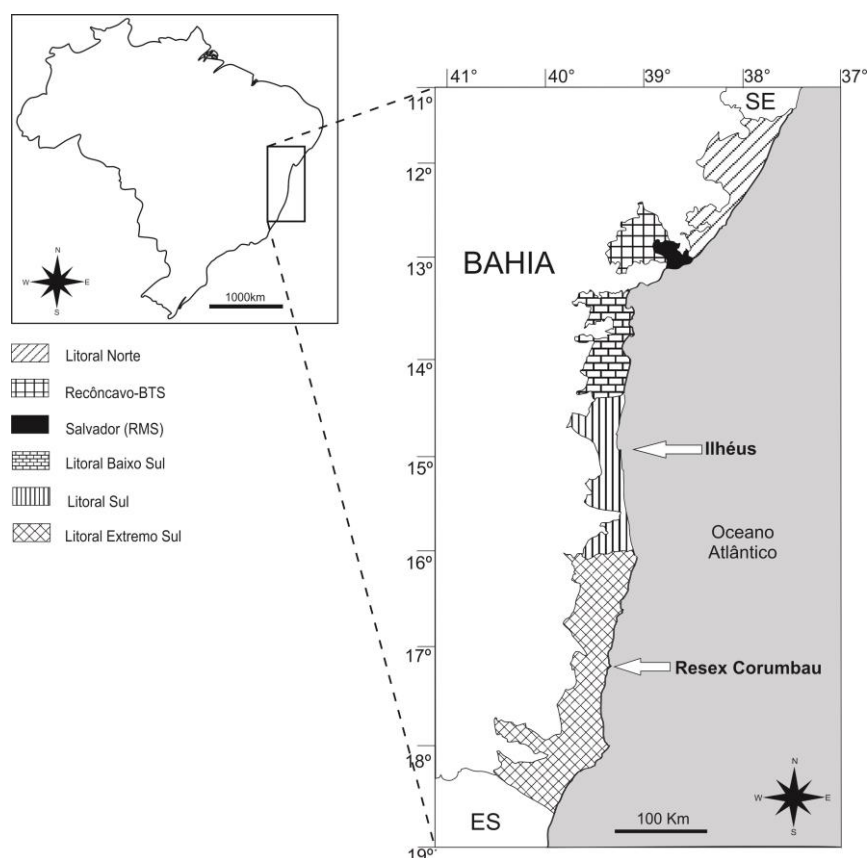 N
W
E
S
1000km
Litoral Norte
Recôncavo-BTS
Salvador (RMS)
Litoral Baixo Sul
Litoral Sul
Litoral Extremo Sul
41°
40°
39°
38°
37°
11°
12°
13°
14°
15°
16°
17°
18°
19°
SE
BAHIA
Ilhéus
Oceano
Atlântico
Resex Corumbau
ES
100 Km
N
W
E
S